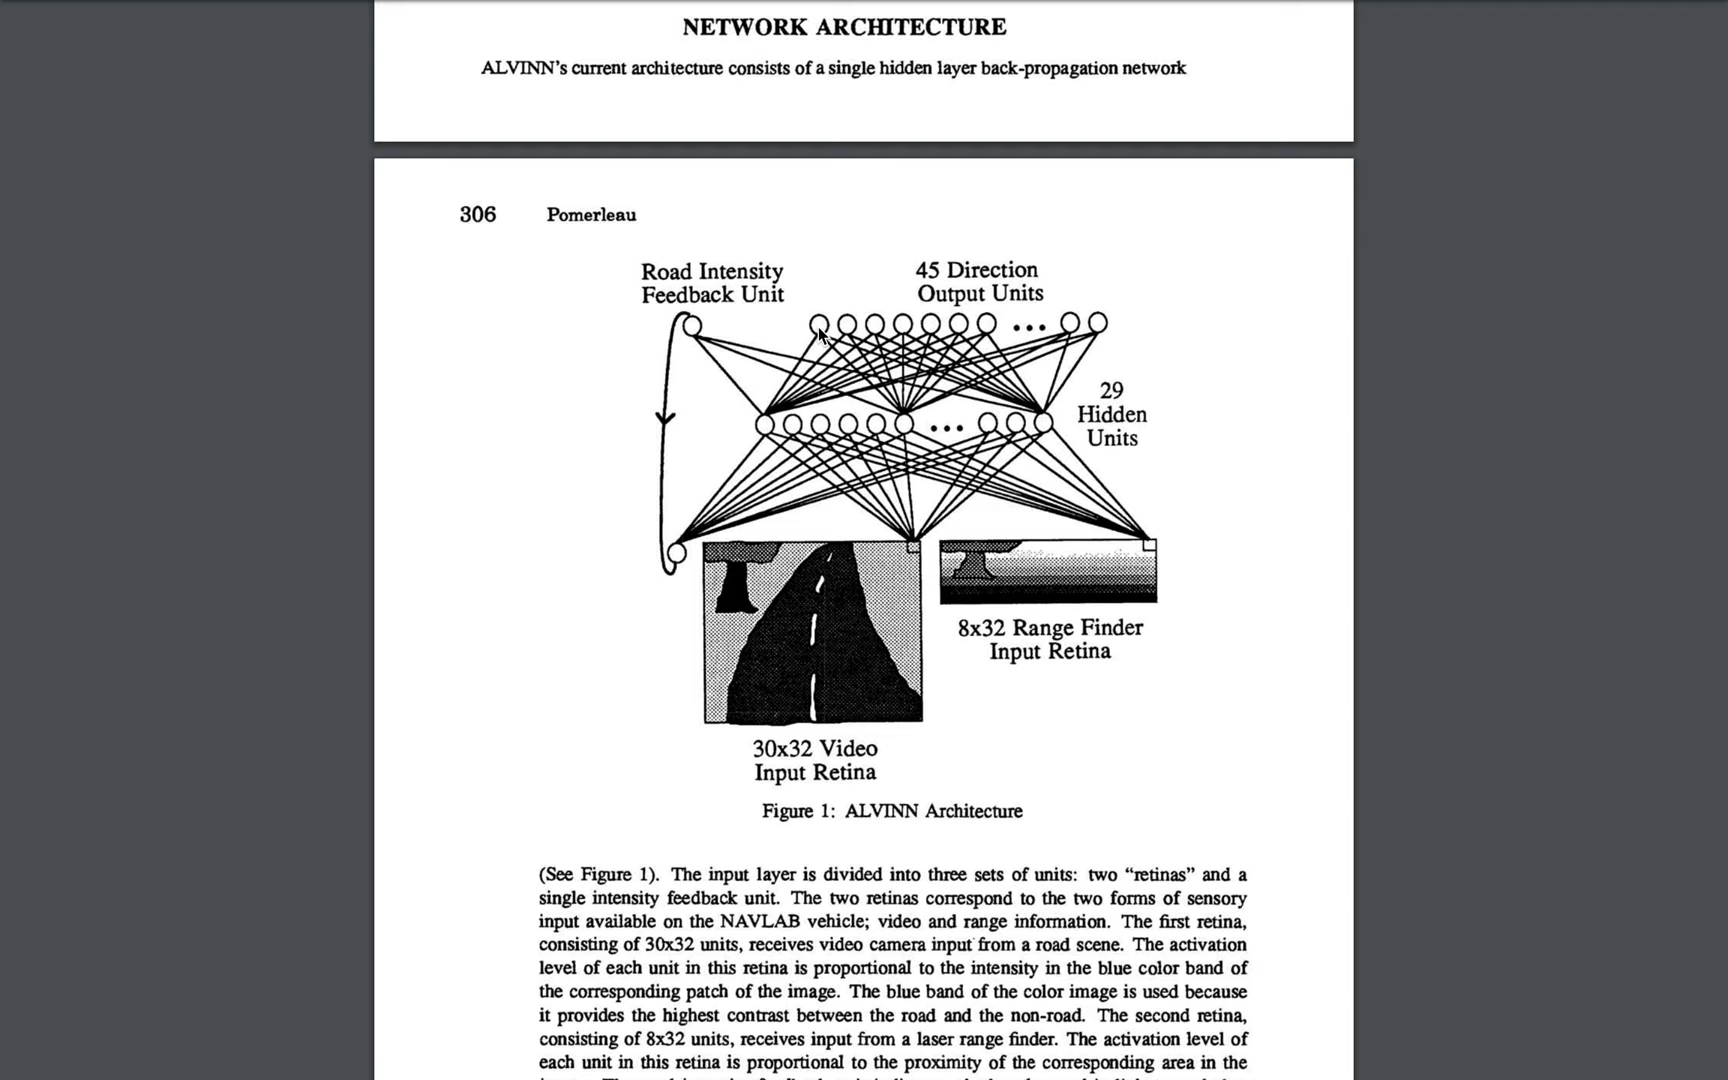 NETWORK ARCHITECTURE
ALVINN's current architecture consists of a single hidden layer back-propagation network
306 Pomerleau
Road Intensity
Feedback Unit
45 Direction
Output Units
29
Hidden
Units
8x32 Range Finder
Input Retina
30x32 Video
Input Retina
Figure 1: ALVINN Architecture
(See Figure 1). The input layer is divided into three sets of units: two “retinas” and a
single intensity feedback unit. The two retinas correspond to the two forms of sensory
input available on the NAVLAB vehicle; video and range information. The first retina,
consisting of 30x32 units, receives video camera input from a road scene. The activation
level of each unit in this retina is proportional to the intensity in the blue color band of
the corresponding patch of the image. The blue band of the color image is used because
it provides the highest contrast between the road and the non-road. The second retina,
consisting of 8x32 units, receives input from a laser range finder. The activation level of
each unit in this retina is proportional to the proximity of the corresponding area in the